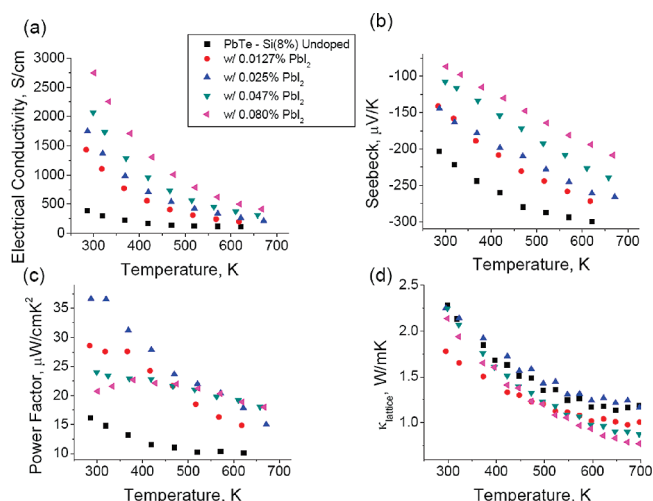 (a)
Electrical Conductivity, S/cm
3000
2500
2000
1500
1000
500
0
300 400 500 600 700
Temperature, K
PbTe - Si(8%) Undoped
w/ 0.0127% PbI₂
w/ 0.025% PbI₂
w/ 0.047% PbI₂
w/ 0.080% PbI₂
(b)
Seebeck, μV/K
-100
-150
-200
-250
-300
300 400 500 600 700
Temperature, K
(c)
Power Factor, μW/cmK²
35
30
25
20
15
10
300 400 500 600 700
Temperature, K
(d)
κlattice, W/mK
2.5
2.0
1.5
1.0
300 400 500 600 700
Temperature, K